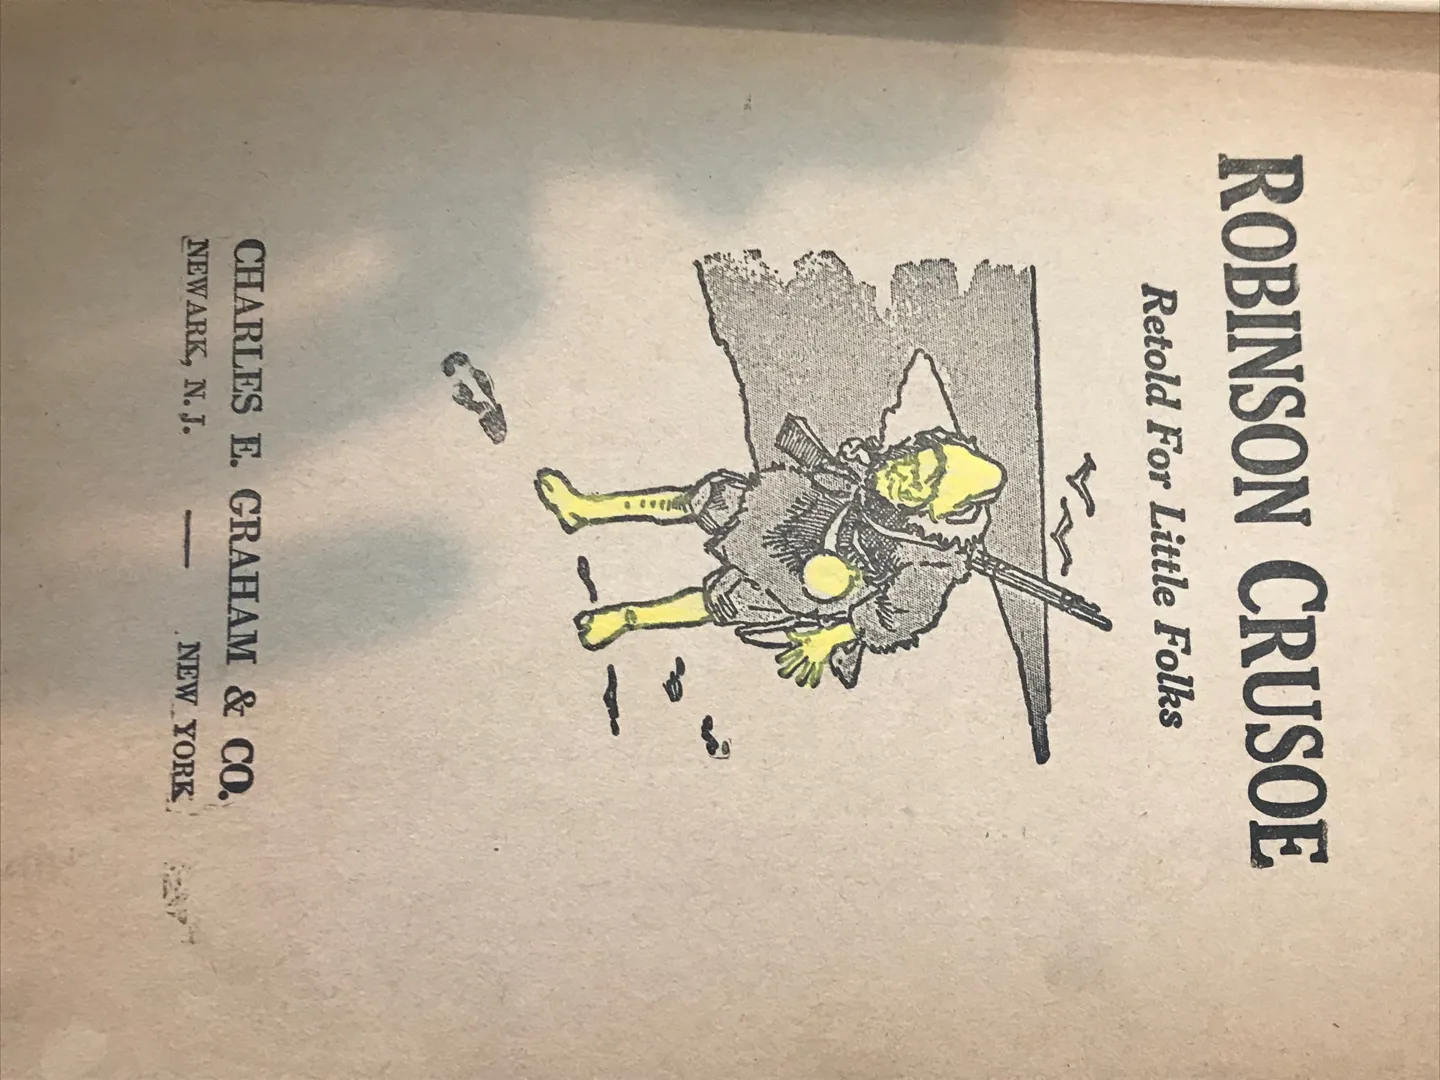 ROBINSON CRUSOE
Retold For Little Folks
CHARLES E. GRAHAM & CO.
NEWARK, N. J. — NEW YORK